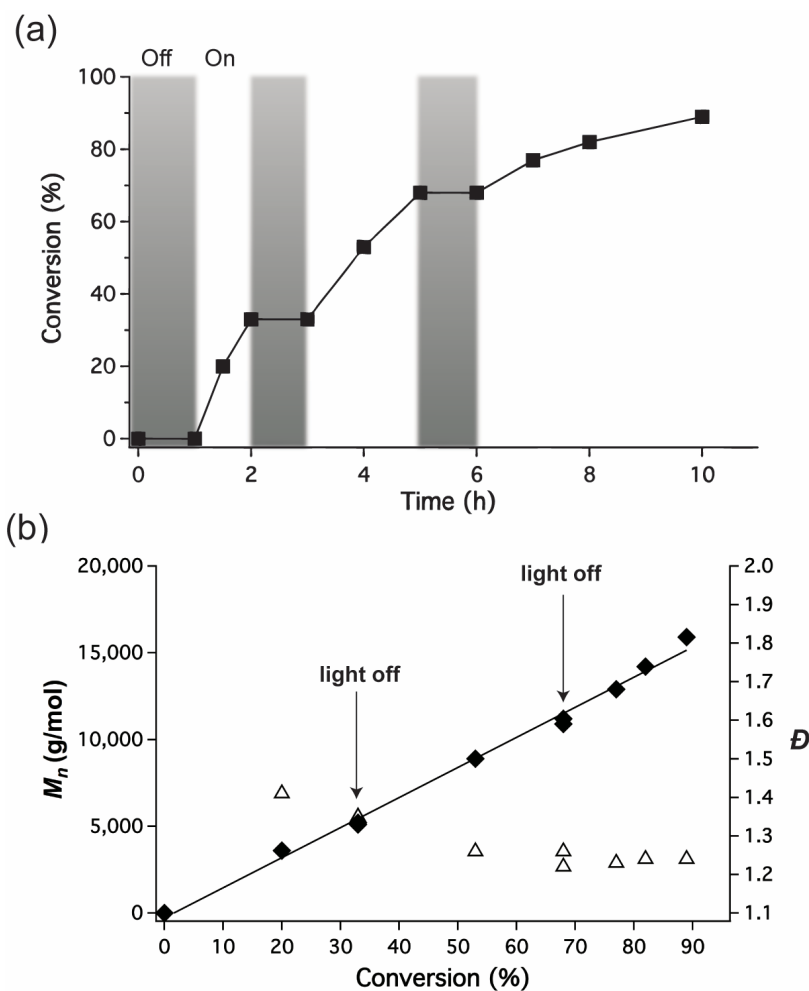 (a)
Off On
100
80
60
40
20
0
Conversion (%)
0 2 4 6 8 10
Time (h)
(b)
20,000
15,000
10,000
5,000
0
Mn (g/mol)
light off
light off
2.0
1.9
1.8
1.7
1.6
1.5
1.4
1.3
1.2
1.1
Đ
0 10 20 30 40 50 60 70 80 90
Conversion (%)